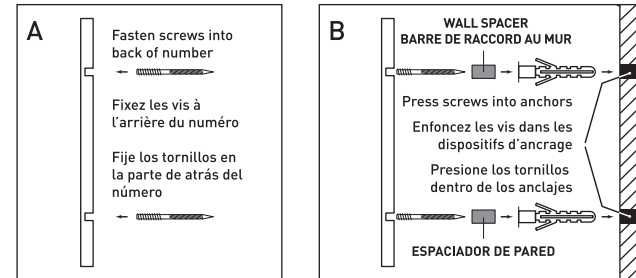 A
Fasten screws into
back of number
Fixez les vis à
l'arrière du numéro
Fije los tornillos en
la parte de atrás del
número
B
WALL SPACER
BARRE DE RACCORD AU MUR
Press screws into anchors
Enfoncez les vis dans les
dispositifs d'ancrage
Presione los tornillos
dentro de los anclajes
ESPACIADOR DE PARED